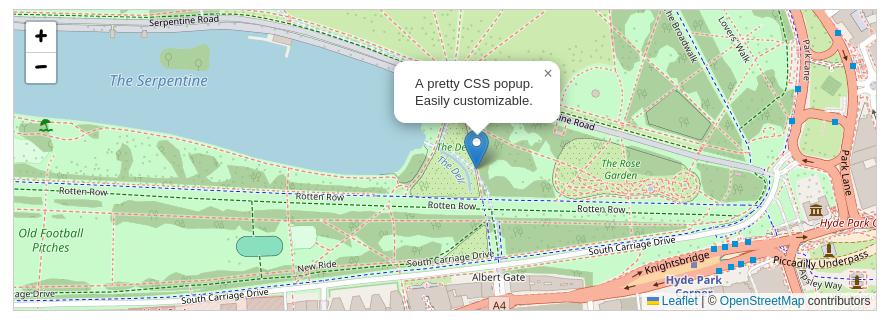 Serpentine Road
The Broadwalk
Lovers' Walk
Park Lane
+
−
The Serpentine
×
A pretty CSS popup.
Easily customizable.
ine Road
The De
The Del
The Rose
Garden
Park Lane
Rotten Row
Rotten Row
Rotten Row
Rotten Row
Old Football
Pitches
Hyde Park C
South Carriage Drive
South Carriage Drive
New Ride
Knightsbridge
Piccadilly Underpass
Albert Gate
Hyde Park
Corner
Apsley Way
age Drive
South Carriage Drive
A4
Leaflet | © OpenStreetMap contributors